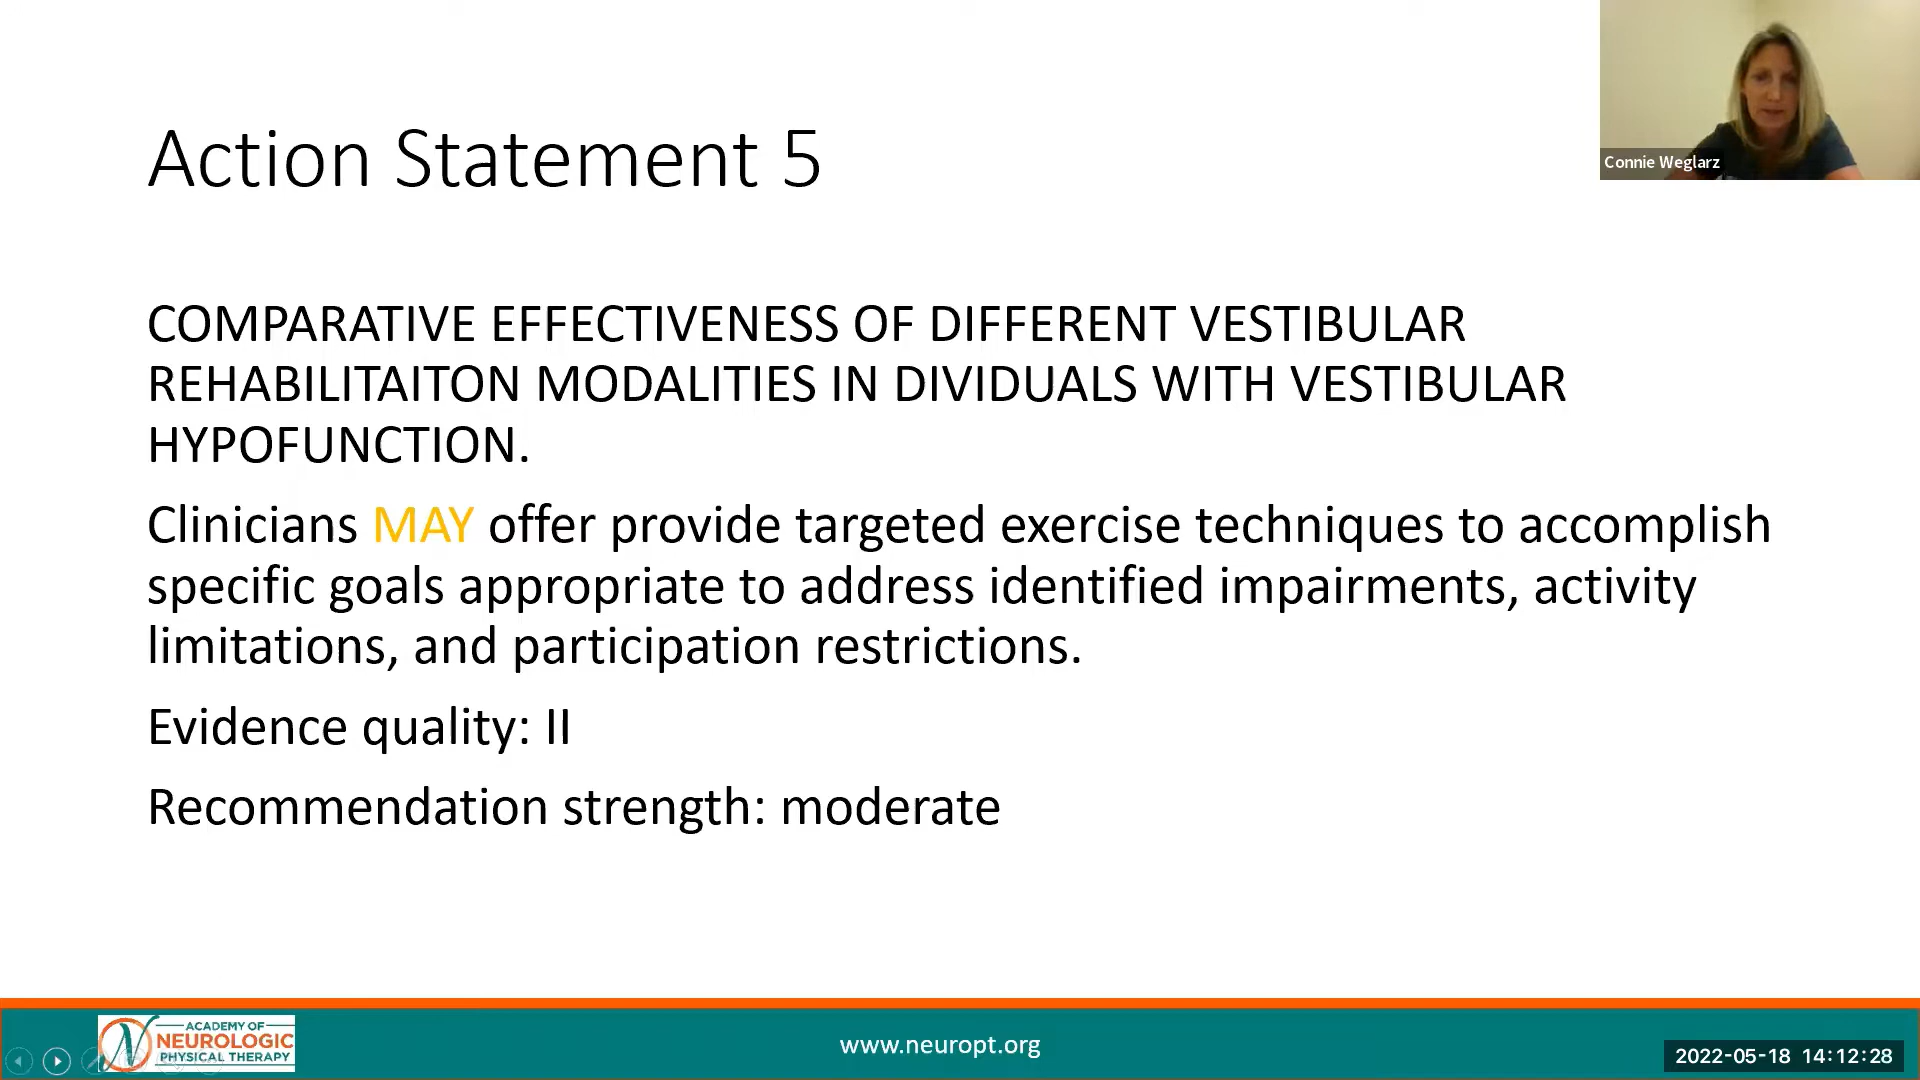 Action Statement 5
Connie Weglarz
COMPARATIVE EFFECTIVENESS OF DIFFERENT VESTIBULAR
REHABILITAITON MODALITIES IN DIVIDUALS WITH VESTIBULAR
HYPOFUNCTION.
Clinicians MAY offer provide targeted exercise techniques to accomplish
specific goals appropriate to address identified impairments, activity
limitations, and participation restrictions.
Evidence quality: II
Recommendation strength: moderate
ACADEMY OF
NEUROLOGIC
PHYSICAL THERAPY
www.neuropt.org
2022-05-18 14:12:28